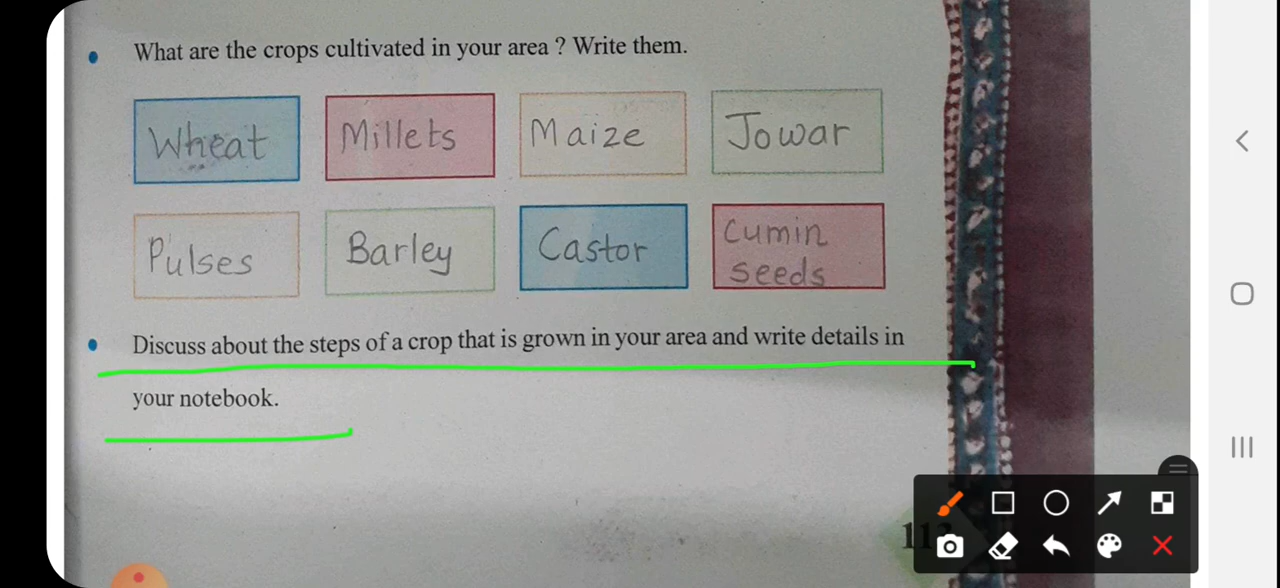 What are the crops cultivated in your area ? Write them.
Wheat
Millets
Maize
Jowar
Pulses
Barley
Castor
Cumin
seeds
Discuss about the steps of a crop that is grown in your area and write details in
your notebook.